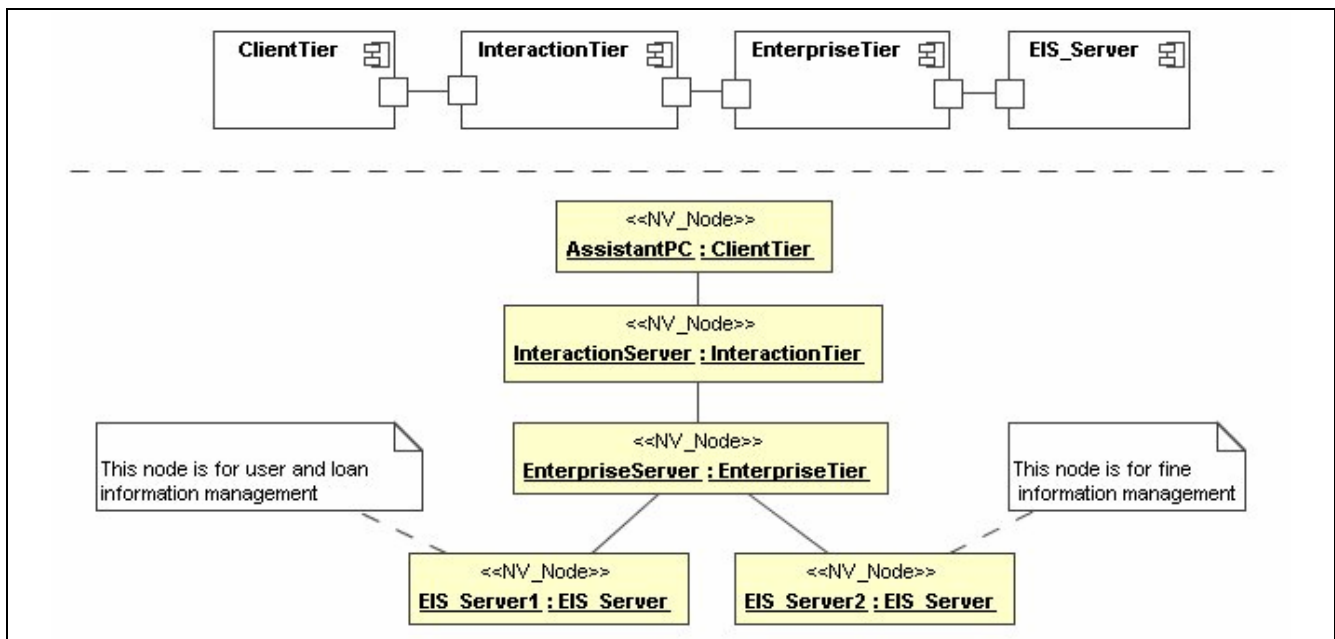 ClientTier
InteractionTier
EnterpriseTier
EIS_Server
<<NV_Node>>
AssistantPC : ClientTier
<<NV_Node>>
InteractionServer : InteractionTier
<<NV_Node>>
EnterpriseServer : EnterpriseTier
This node is for user and loan
information management
This node is for fine
information management
<<NV_Node>>
EIS_Server1 : EIS_Server
<<NV_Node>>
EIS_Server2 : EIS_Server